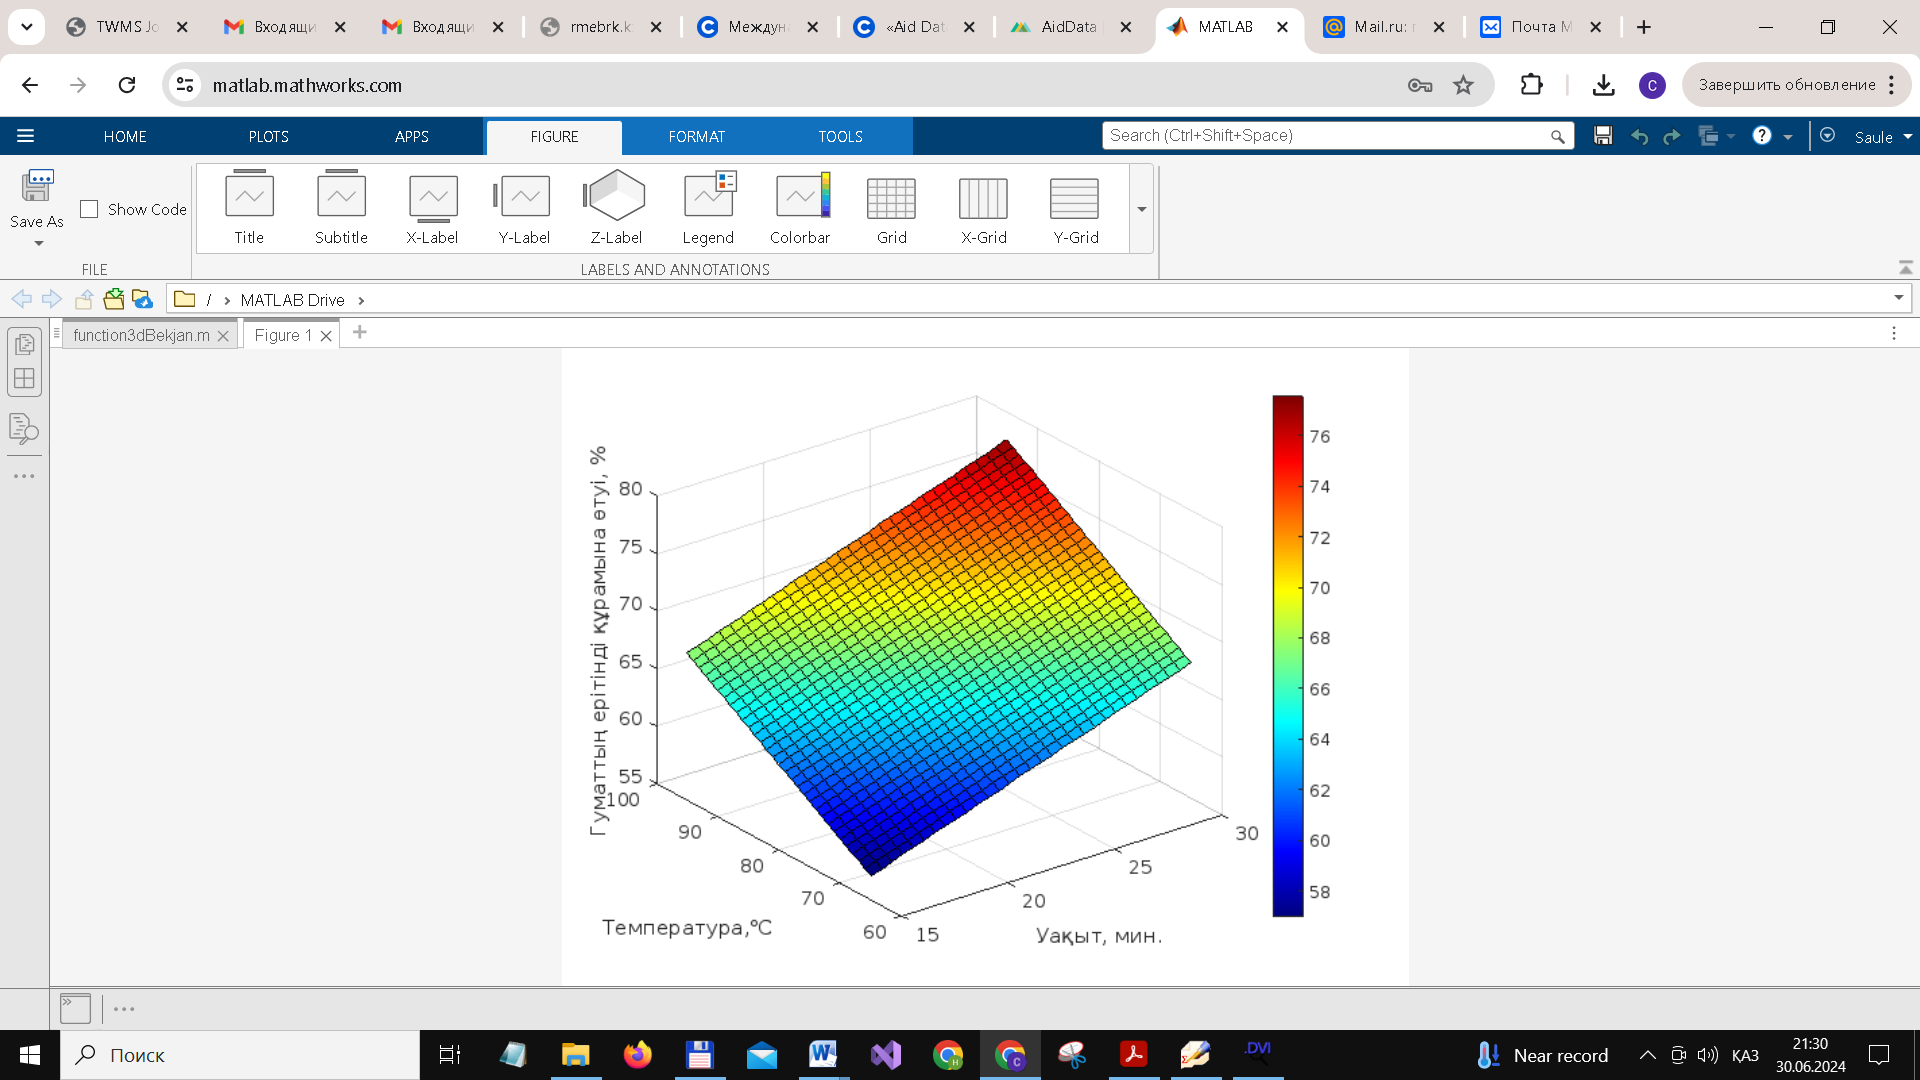 TWMS Jo
Входящи
Входящи
rmebrk.k
Междун
«Aid Dat
AidData
MATLAB
Mail.ru:
Почта М
matlab.mathworks.com
Завершить обновление
C
HOME
PLOTS
APPS
FIGURE
FORMAT
TOOLS
Search (Ctrl+Shift+Space)
Saule
Save As
Show Code
Title
Subtitle
X-Label
Y-Label
Z-Label
Legend
Colorbar
Grid
X-Grid
Y-Grid
FILE
LABELS AND ANNOTATIONS
/ › MATLAB Drive ›
function3dBekjan.m
Figure 1
Гуматтың ерітінді құрамына өтуі, %
80
75
70
65
60
55
100
90
80
70
60
Температура,°C
15
20
25
30
Уақыт, мин.
76
74
72
70
68
66
64
62
60
58
Поиск
.DVI
Near record
ҚАЗ
21:30
30.06.2024